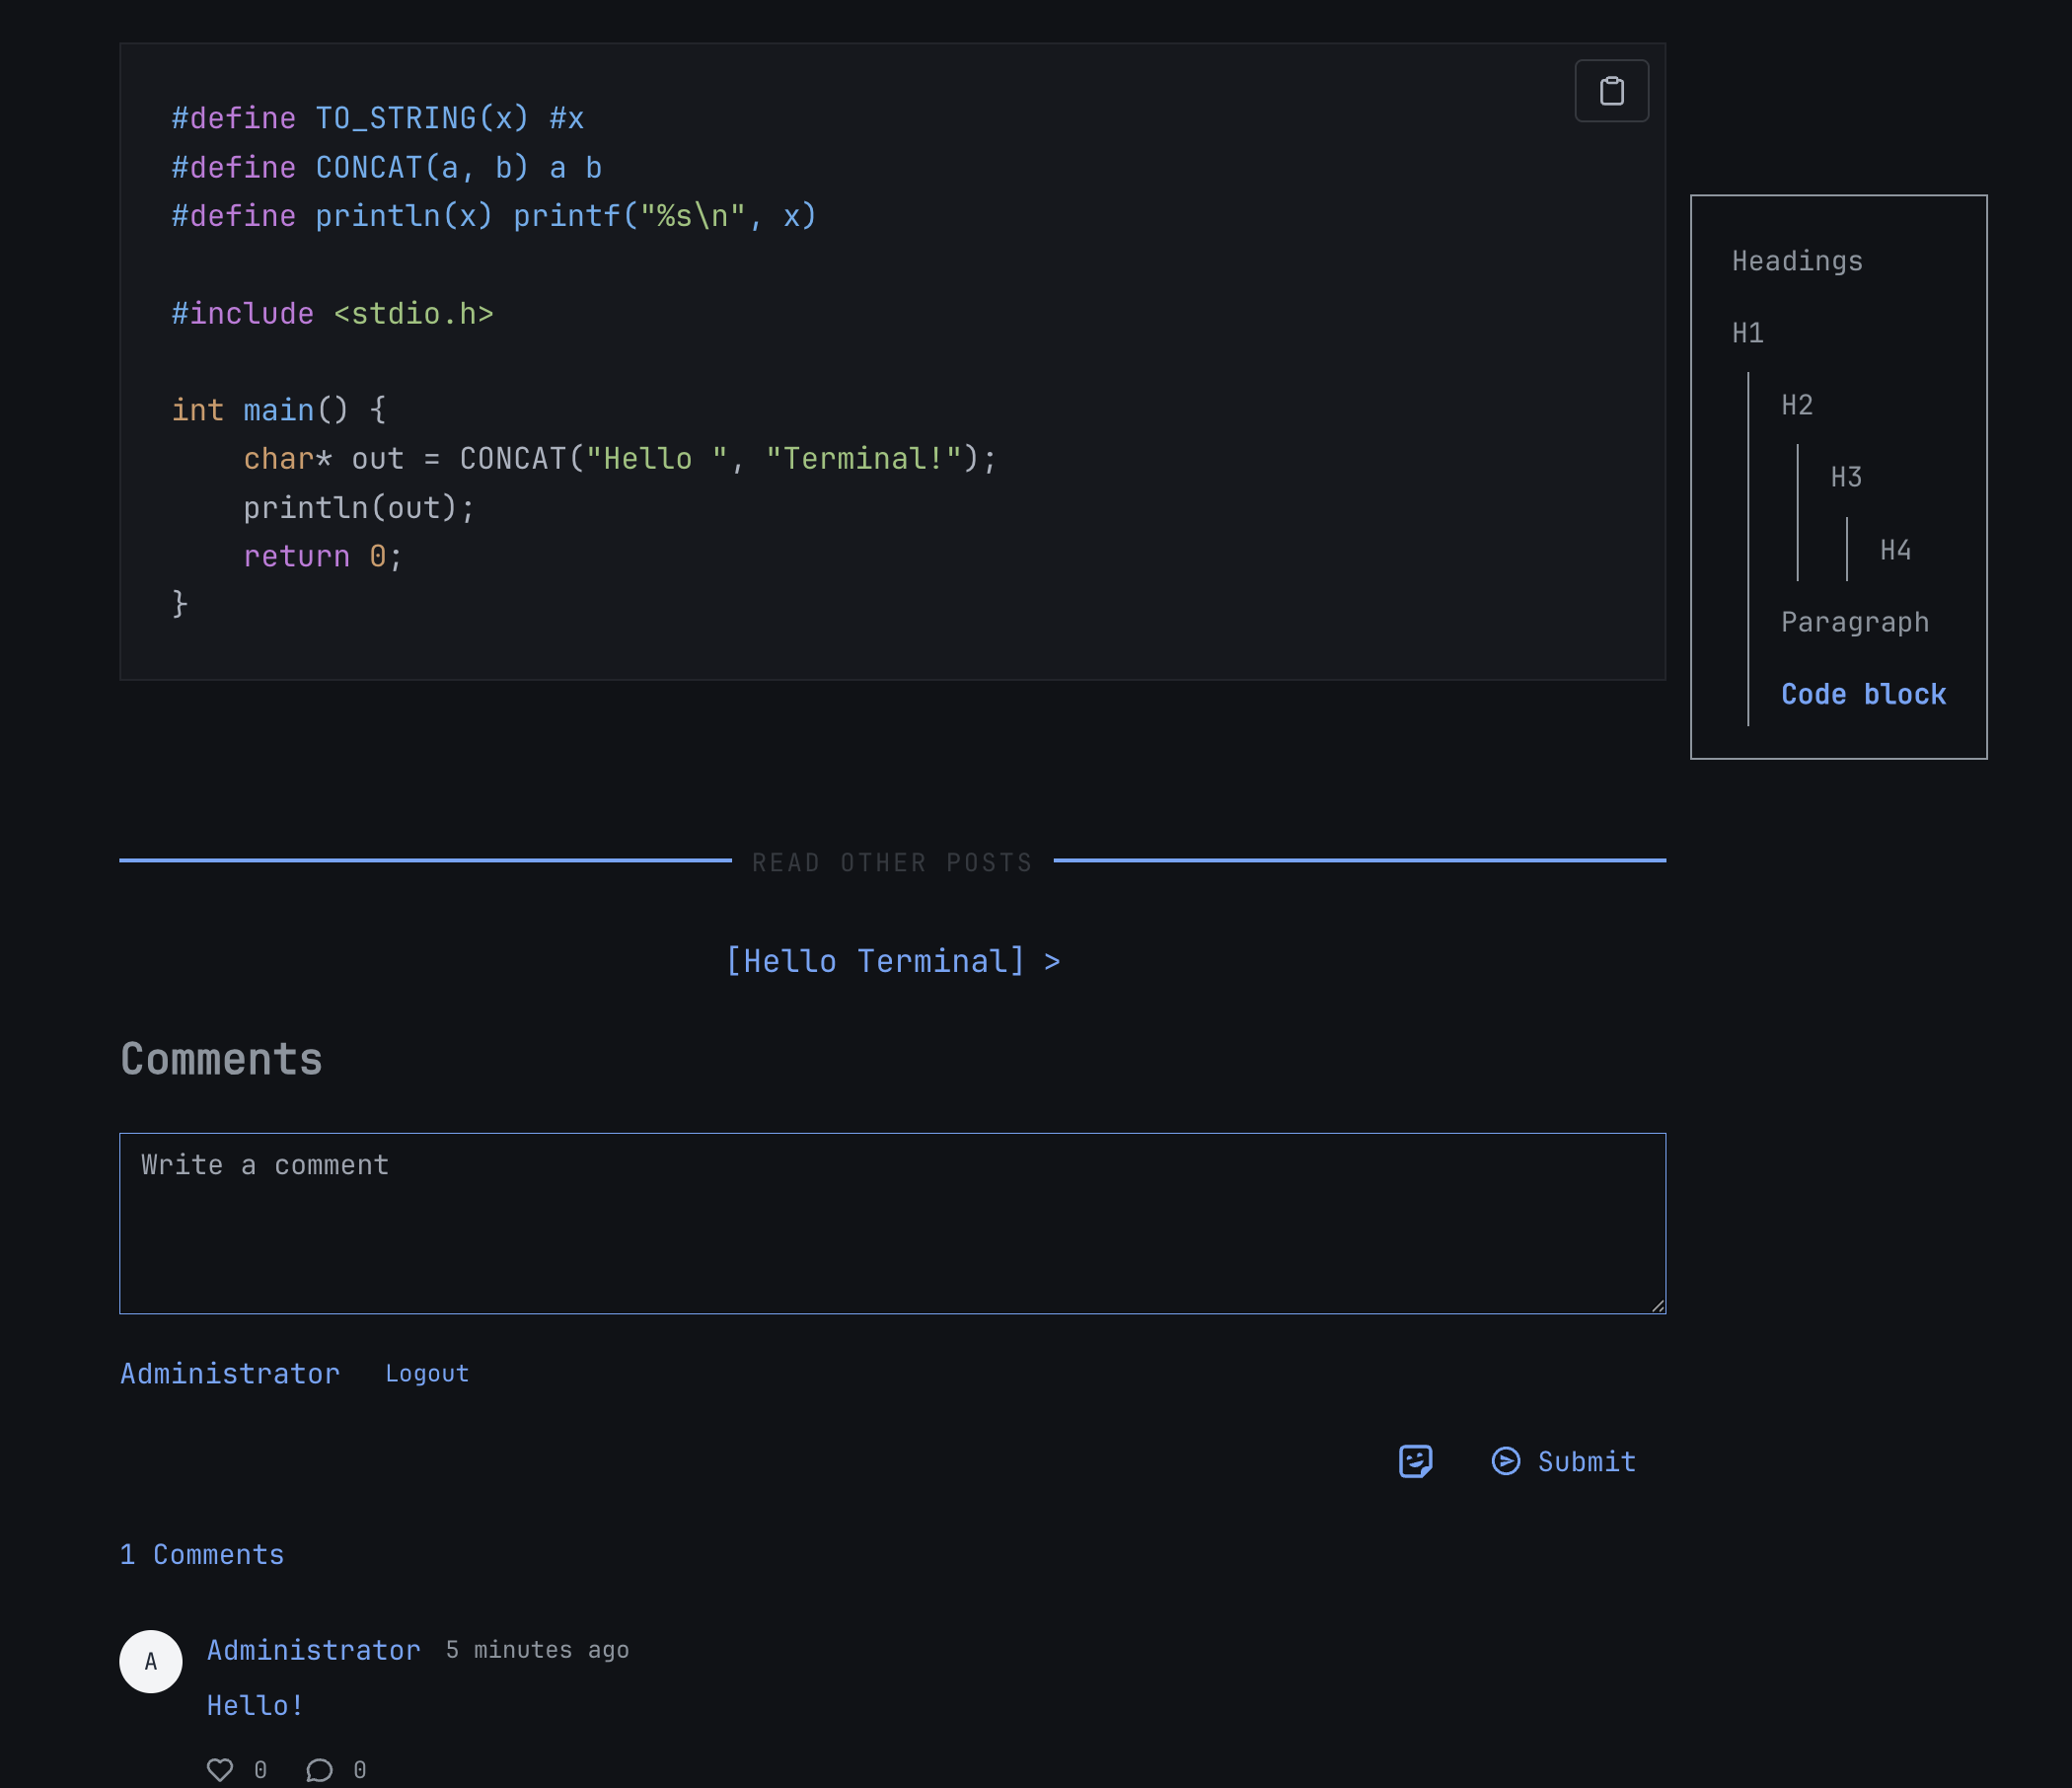 #define TO_STRING(x) #x
#define CONCAT(a, b) a b
#define println(x) printf("%s\n", x)
#include <stdio.h>
int main() {
    char* out = CONCAT("Hello ", "Terminal!");
    println(out);
    return 0;
}
Headings
H1
H2
H3
H4
Paragraph
Code block
READ OTHER POSTS
[Hello Terminal] >
Comments
Write a comment
Administrator Logout
Submit
1 Comments
A
Administrator 5 minutes ago
Hello!
0 0